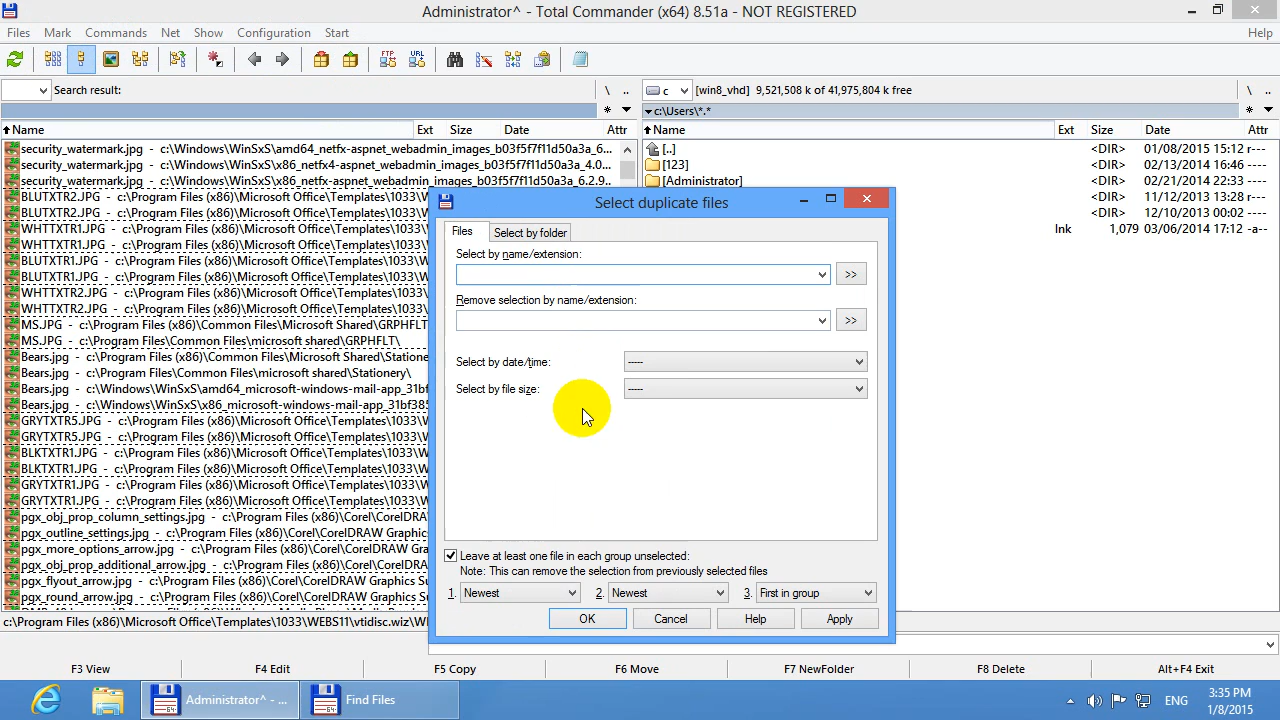 Administrator^ - Total Commander (x64) 8.51a - NOT REGISTERED
Files Mark Commands Net Show Configuration Start Help
FTP URL
Search result: \ ..
c [win8_vhd] 9,521,508 k of 41,975,804 k free \ ..
* c:\Users\*.* *
Name Ext Size Date Attr
Name Ext Size Date Attr
security_watermark.jpg - c:\Windows\WinSxS\amd64_netfx-aspnet_webadmin_images_b03f5f7f11d50a3a_6...
security_watermark.jpg - c:\Windows\WinSxS\x86_netfx4-aspnet_webadmin_images_b03f5f7f11d50a3a_4.0...
security_watermark.jpg - c:\Windows\WinSxS\x86_netfx-aspnet_webadmin_images_b03f5f7f11d50a3a_6.2.9...
BLUTXTR2.JPG - c:\Program Files (x86)\Microsoft Office\Templates\1033\W
BLUTXTR2.JPG - c:\Program Files (x86)\Microsoft Office\Templates\1033\W
WHTTXTR1.JPG - c:\Program Files (x86)\Microsoft Office\Templates\1033\
WHTTXTR1.JPG - c:\Program Files (x86)\Microsoft Office\Templates\1033\
BLUTXTR1.JPG - c:\Program Files (x86)\Microsoft Office\Templates\1033\W
BLUTXTR1.JPG - c:\Program Files (x86)\Microsoft Office\Templates\1033\W
WHTTXTR2.JPG - c:\Program Files (x86)\Microsoft Office\Templates\1033\
WHTTXTR2.JPG - c:\Program Files (x86)\Microsoft Office\Templates\1033\
MS.JPG - c:\Program Files (x86)\Common Files\Microsoft Shared\GRPHFLT\
MS.JPG - c:\Program Files\Common Files\Microsoft Shared\GRPHFLT\
Bears.jpg - c:\Program Files (x86)\Common Files\Microsoft Shared\Statione
Bears.jpg - c:\Program Files\Common Files\microsoft shared\Stationery\
Bears.jpg - c:\Windows\WinSxS\amd64_microsoft-windows-mail-app_31b
Bears.jpg - c:\Windows\WinSxS\x86_microsoft-windows-mail-app_31bf385
GRYTXTR5.JPG - c:\Program Files (x86)\Microsoft Office\Templates\1033\W
GRYTXTR5.JPG - c:\Program Files (x86)\Microsoft Office\Templates\1033\W
BLKTXTR1.JPG - c:\Program Files (x86)\Microsoft Office\Templates\1033\W
BLKTXTR1.JPG - c:\Program Files (x86)\Microsoft Office\Templates\1033\W
GRYTXTR1.JPG - c:\Program Files (x86)\Microsoft Office\Templates\1033\W
GRYTXTR1.JPG - c:\Program Files (x86)\Microsoft Office\Templates\1033\W
pgx_obj_prop_column_settings.jpg - c:\Program Files\Corel\CorelDRAW G
pgx_outline_settings.jpg - c:\Program Files\Corel\CorelDRAW Graphics Su
pgx_more_options_arrow.jpg - c:\Program Files\Corel\CorelDRAW Graphi
pgx_obj_prop_additional_arrow.jpg - c:\Program Files\Corel\CorelDRAW
pgx_flyout_arrow.jpg - c:\Program Files\Corel\CorelDRAW Graphics Suite
pgx_round_arrow.jpg - c:\Program Files\Corel\CorelDRAW Graphics Suite
c:\Program Files (x86)\Microsoft Office\Templates\1033\WEBS11\vtidisc.wiz\WE
[..] <DIR> 01/08/2015 15:12 r---
[123] <DIR> 02/13/2014 16:46 ----
[Administrator] <DIR> 02/21/2014 22:33 ----
<DIR> 08/22/2013 13:28 r---
<DIR> 12/10/2013 00:02 ----
lnk 1,079 03/06/2014 17:12 -a--
Select duplicate files
Files Select by folder
Select by name/extension:
>>
Remove selection by name/extension:
>>
Select by date/time: -----
Select by file size: -----
Leave at least one file in each group unselected:
Note: This can remove the selection from previously selected files
1. Newest 2. Newest 3. First in group
OK Cancel Help Apply
F3 View F4 Edit F5 Copy F6 Move F7 NewFolder F8 Delete Alt+F4 Exit
Administrator^ - ... Find Files ENG 3:35 PM
1/8/2015